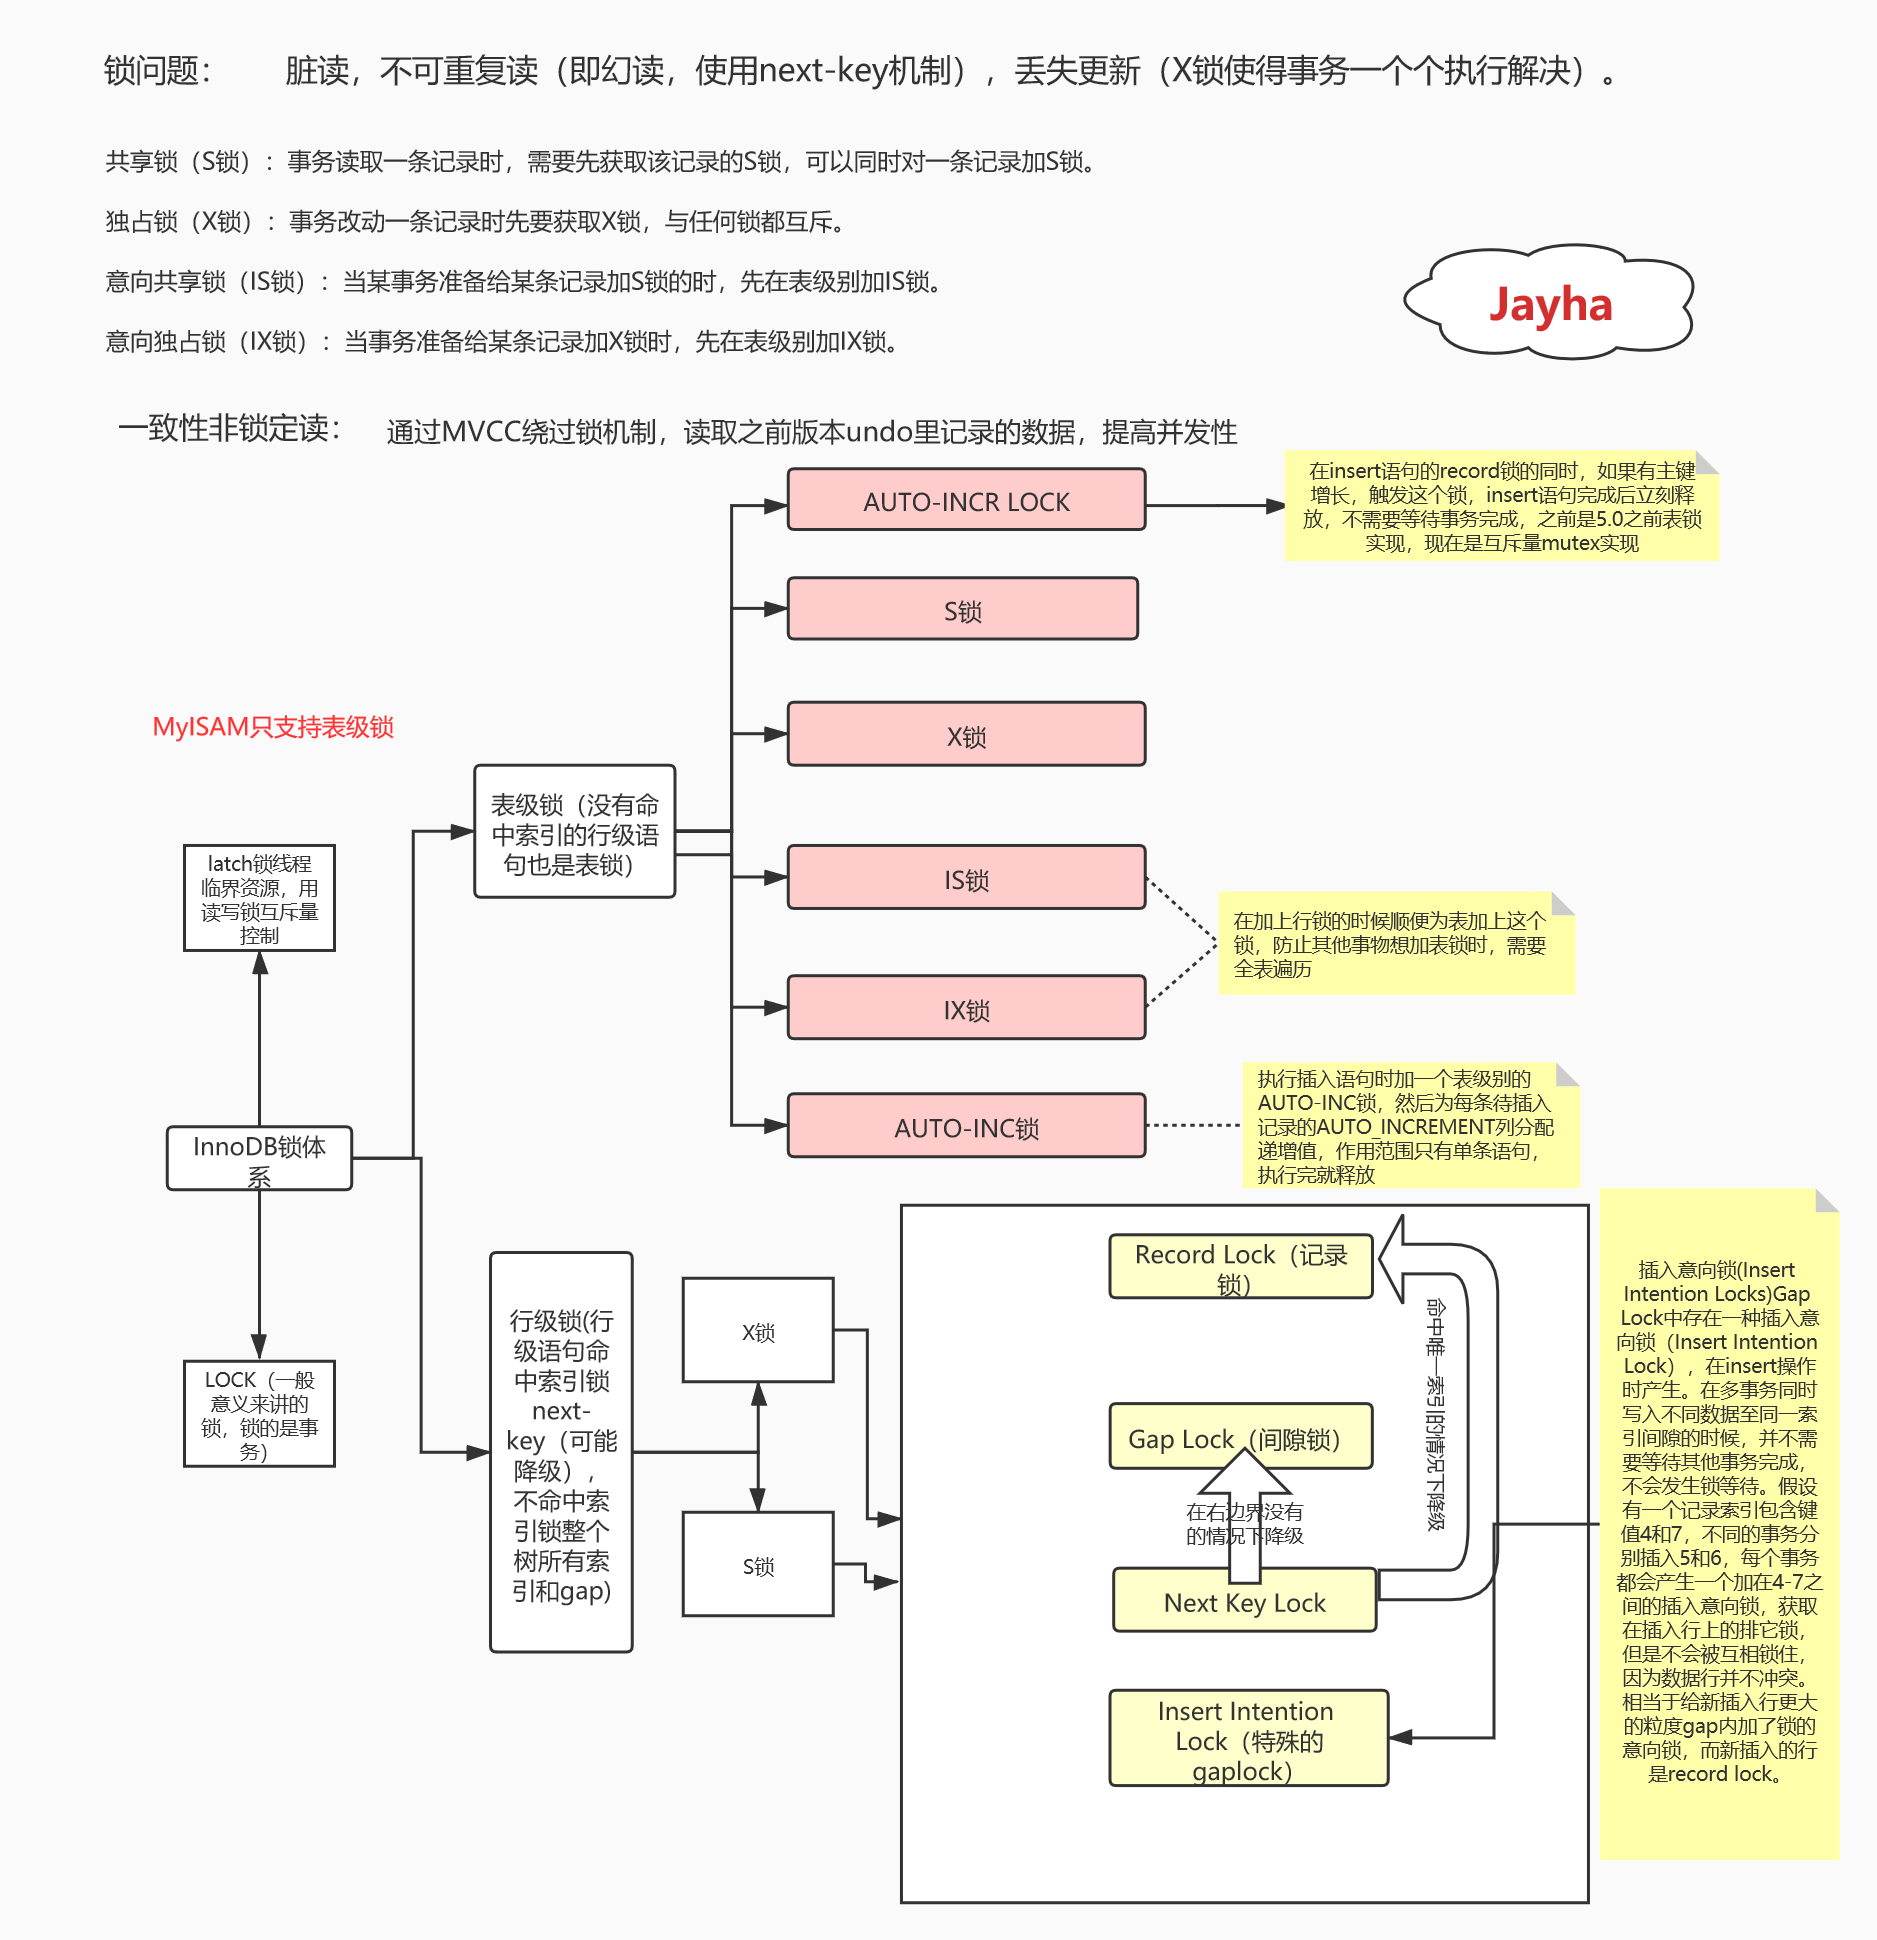 锁问题：
脏读，不可重复读（即幻读，使用next-key机制），丢失更新（X锁使得事务一个个执行解决）。
共享锁（S锁）：事务读取一条记录时，需要先获取该记录的S锁，可以同时对一条记录加S锁。
独占锁（X锁）：事务改动一条记录时先要获取X锁，与任何锁都互斥。
意向共享锁（IS锁）：当某事务准备给某条记录加S锁的时，先在表级别加IS锁。
意向独占锁（IX锁）：当事务准备给某条记录加X锁时，先在表级别加IX锁。
Jayha
一致性非锁定读：
通过MVCC绕过锁机制，读取之前版本undo里记录的数据，提高并发性
AUTO-INCR LOCK
在insert语句的record锁的同时，如果有主键
增长，触发这个锁，insert语句完成后立刻释
放，不需要等待事务完成，之前是5.0之前表锁
实现，现在是互斥量mutex实现
S锁
X锁
MyISAM只支持表级锁
表级锁（没有命
中索引的行级语
句也是表锁）
latch锁线程
临界资源，用
读写锁互斥量
控制
IS锁
在加上行锁的时候顺便为表加上这个
锁，防止其他事物想加表锁时，需要
全表遍历
IX锁
AUTO-INC锁
执行插入语句时加一个表级别的
AUTO-INC锁，然后为每条待插入
记录的AUTO_INCREMENT列分配
递增值，作用范围只有单条语句，
执行完就释放
InnoDB锁体
系
LOCK（一般
意义来讲的
锁，锁的是事
务）
行级锁(行
级语句命
中索引锁
next-
key（可能
降级），
不命中索
引锁整个
树所有索
引和gap)
X锁
S锁
Record Lock（记录
锁）
命中唯一索引的情况下降级
Gap Lock（间隙锁）
在右边界没有
的情况下降级
Next Key Lock
Insert Intention
Lock（特殊的
gaplock）
插入意向锁(Insert
Intention Locks)Gap
Lock中存在一种插入意
向锁（Insert Intention
Lock），在insert操作
时产生。在多事务同时
写入不同数据至同一索
引间隙的时候，并不需
要等待其他事务完成，
不会发生锁等待。假设
有一个记录索引包含键
值4和7，不同的事务分
别插入5和6，每个事务
都会产生一个加在4-7之
间的插入意向锁，获取
在插入行上的排它锁，
但是不会被互相锁住，
因为数据行并不冲突。
相当于给新插入行更大
的粒度gap内加了锁的
意向锁，而新插入的行
是record lock。